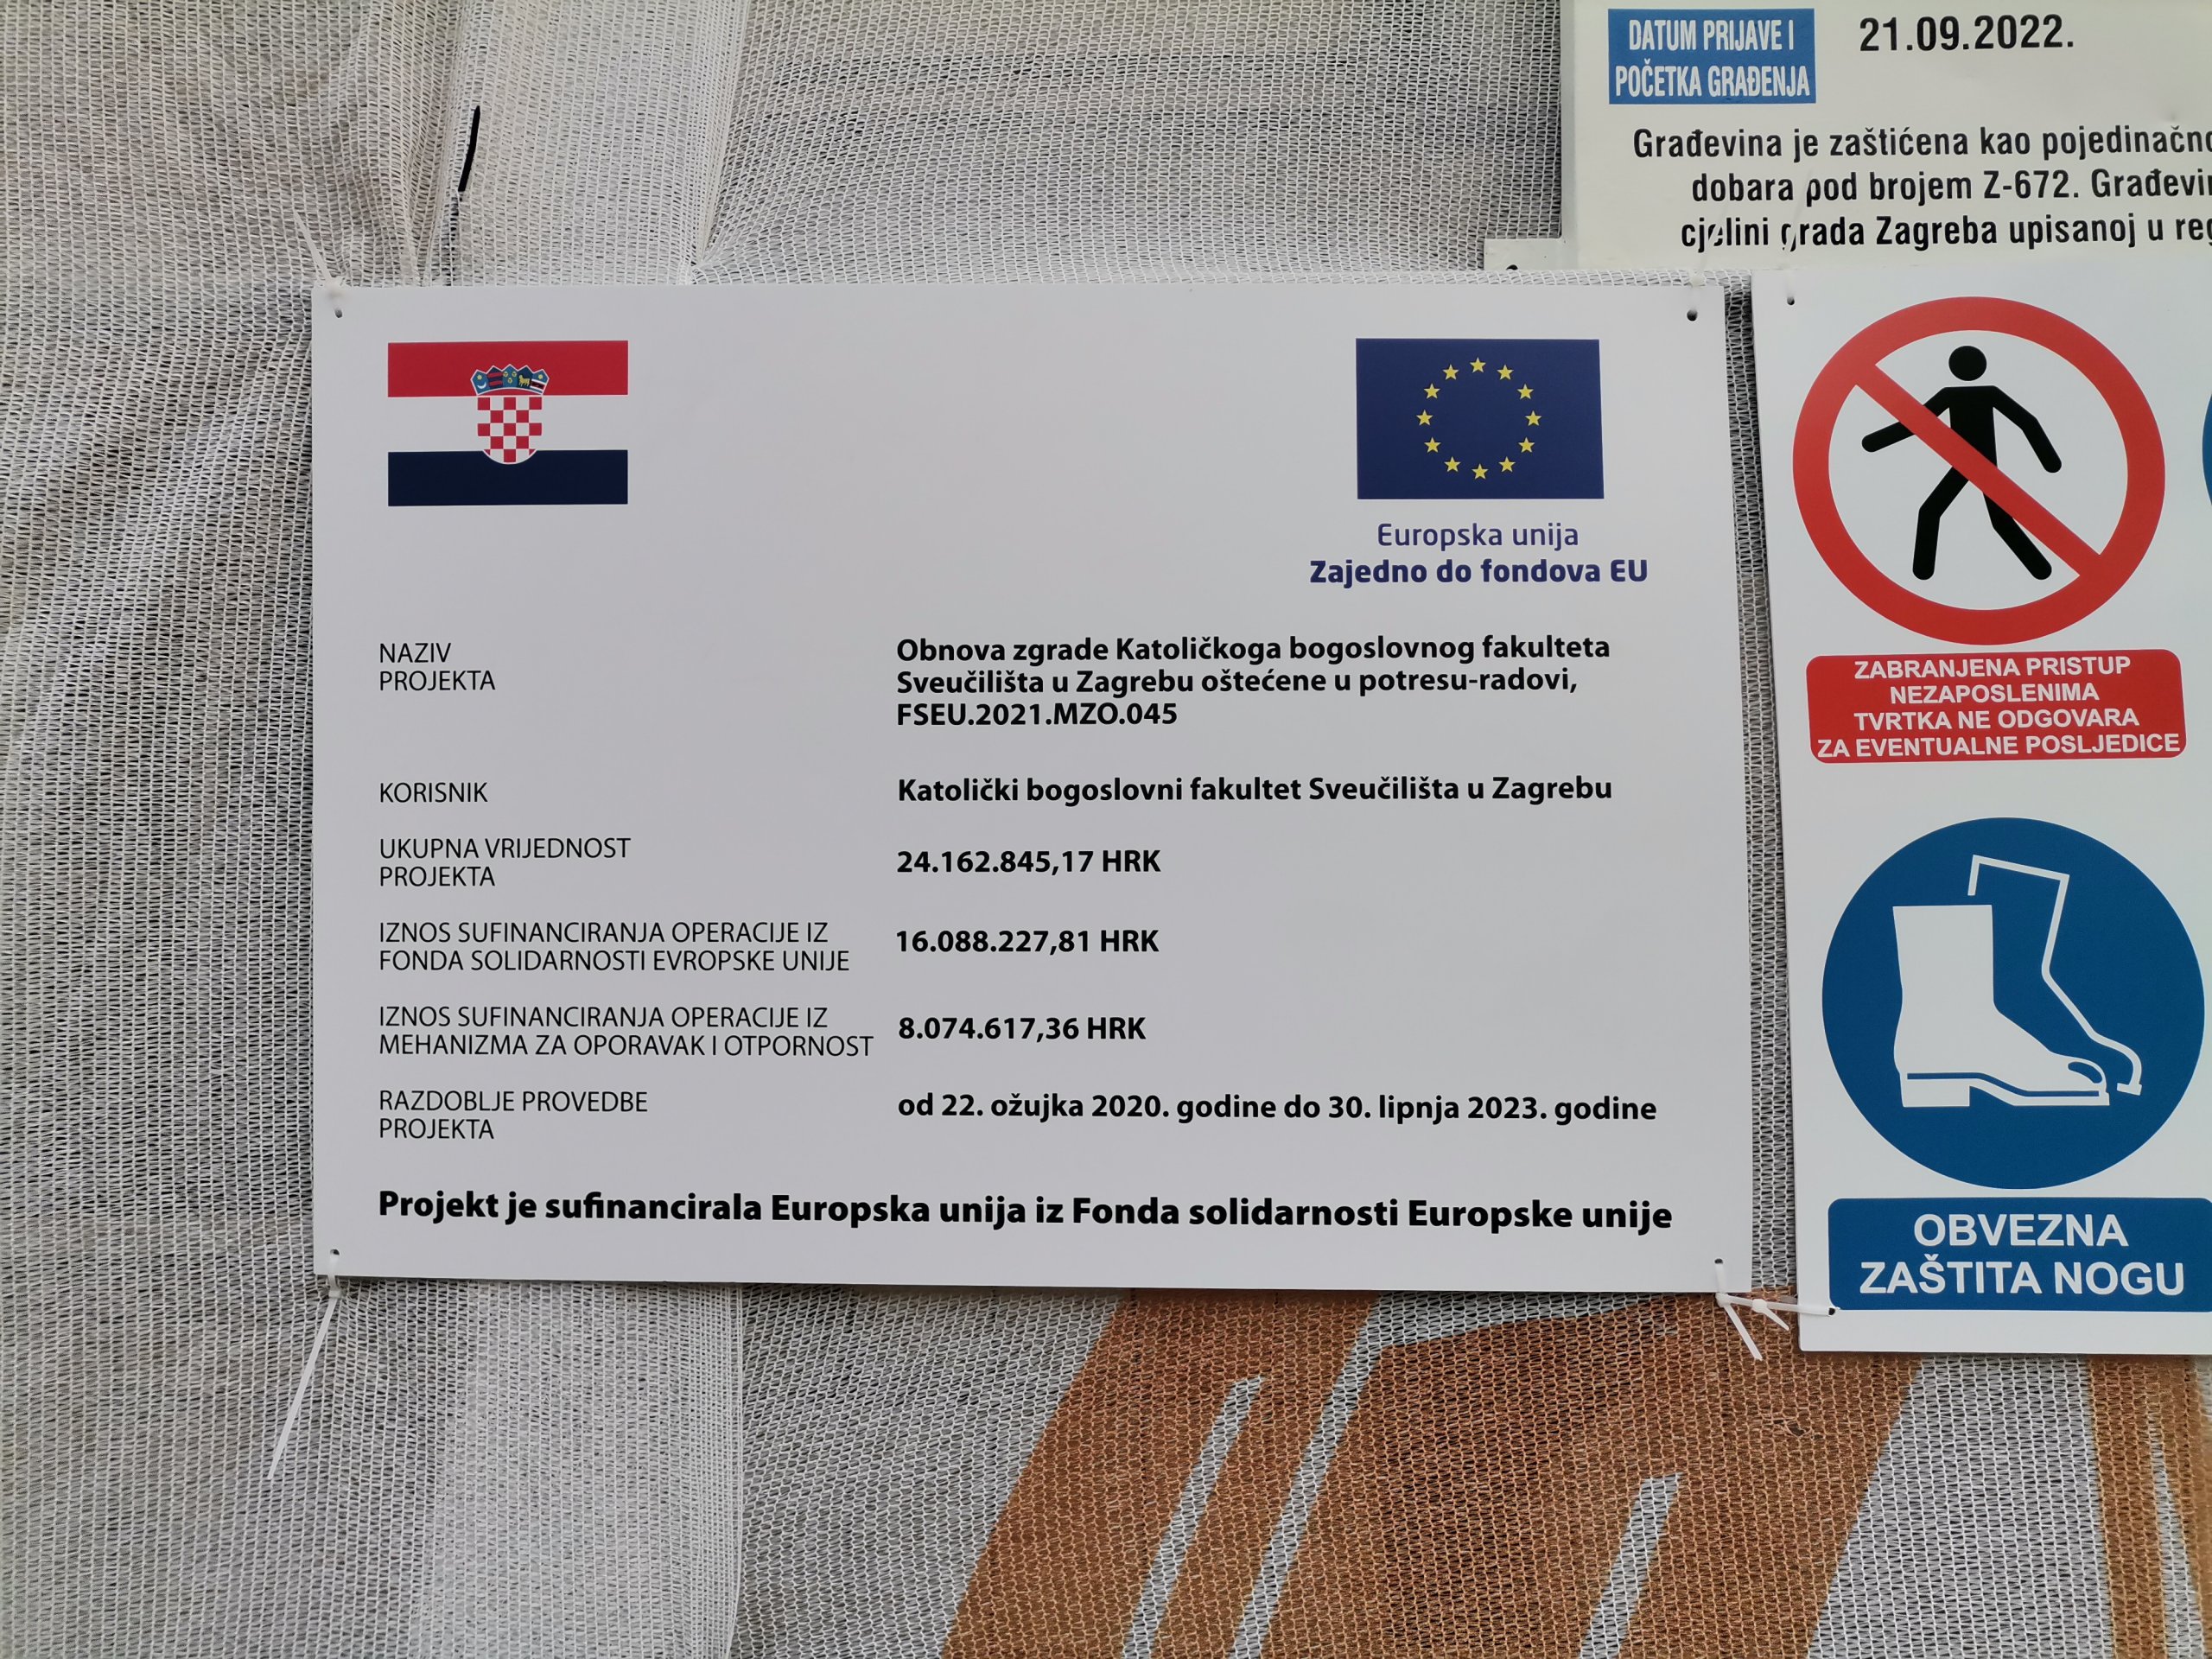 DATUM PRIJAVE I
POČETKA GRAĐENJA
21.09.2022.
Građevina je zaštićena kao pojedinačno
dobara pod brojem Z-672.
cjelini grada Zagreba upisanoj u
Europska unija
Zajedno do fondova EU
NAZIV
PROJEKTA
Obnova zgrade Katoličkoga bogoslovnog fakulteta
Sveučilišta u Zagrebu oštećene u potresu-radovi,
FSEU.2021.MZO.045
KORISNIK
Katolički bogoslovni fakultet Sveučilišta u Zagrebu
UKUPNA VRIJEDNOST
PROJEKTA
24.162.845,17 HRK
IZNOS SUFINANCIRANJA OPERACIJE IZ
FONDA SOLIDARNOSTI EVROPSKE UNIJE
16.088.227,81 HRK
IZNOS SUFINANCIRANJA OPERACIJE IZ
MEHANIZMA ZA OPORAVAK I OTPORNOST
8.074.617,36 HRK
RAZDOBLJE PROVEDBE
PROJEKTA
od 22. ožujka 2020. godine do 30. lipnja 2023. godine
Projekt je sufinancirala Europska unija iz Fonda solidarnosti Europske unije
ZABRANJENA PRISTUP
NEZAPOSLENIMA
TVRTKA NE ODGOVARA
ZA EVENTUALNE POSLJEDICE
OBVEZNA
ZAŠTITA NOGU